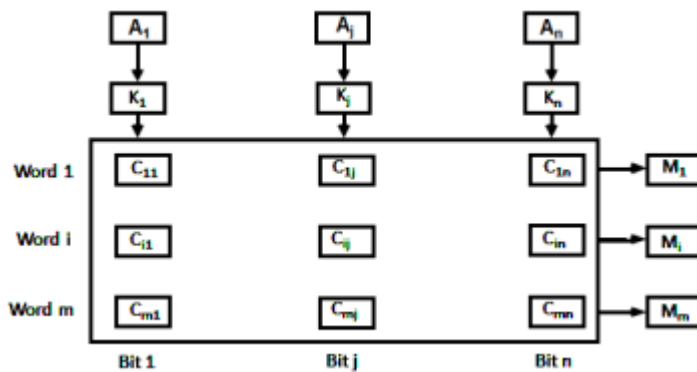 A₁ Aⱼ Aₙ
K₁ Kⱼ Kₙ
Word 1 C₁₁ C₁ⱼ C₁ₙ M₁
Word i Cᵢ₁ Cᵢⱼ Cᵢₙ Mᵢ
Word m Cₘ₁ Cₘⱼ Cₘₙ Mₘ
Bit 1 Bit j Bit n